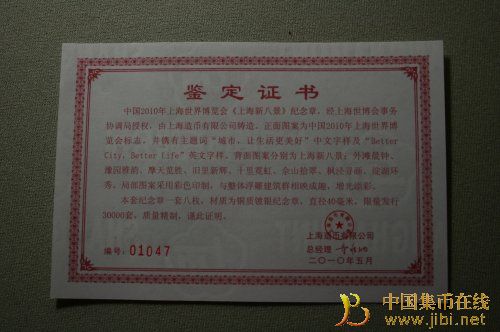 鉴定证书
中国2010年上海世界博览会《上海新八景》纪念章，经上海世博会事务
协调局授权，由上海造币有限公司铸造。正面图案为中国2010年上海世界博
览会标志，并镌有主题词“城市，让生活更美好”中文字样及“Better
City, Better Life”英文字样。背面图案分别为上海新八景：外滩晨钟、
豫园雅韵、摩天览胜、旧里新辉、十里霓虹、佘山拾翠、枫泾寻画、淀湖环
秀。局部图案采用彩色印制，与整体浮雕建筑群相映成趣，增光添彩。
本套纪念章一套八枚，材质为铜质镀银纪念章，直径40毫米，限量发行
30000套，质量精制，谨此证明。
上海造币有限公司
编号：01047
总经理
二〇一〇年五月
中国集币在线
www.jibi.net